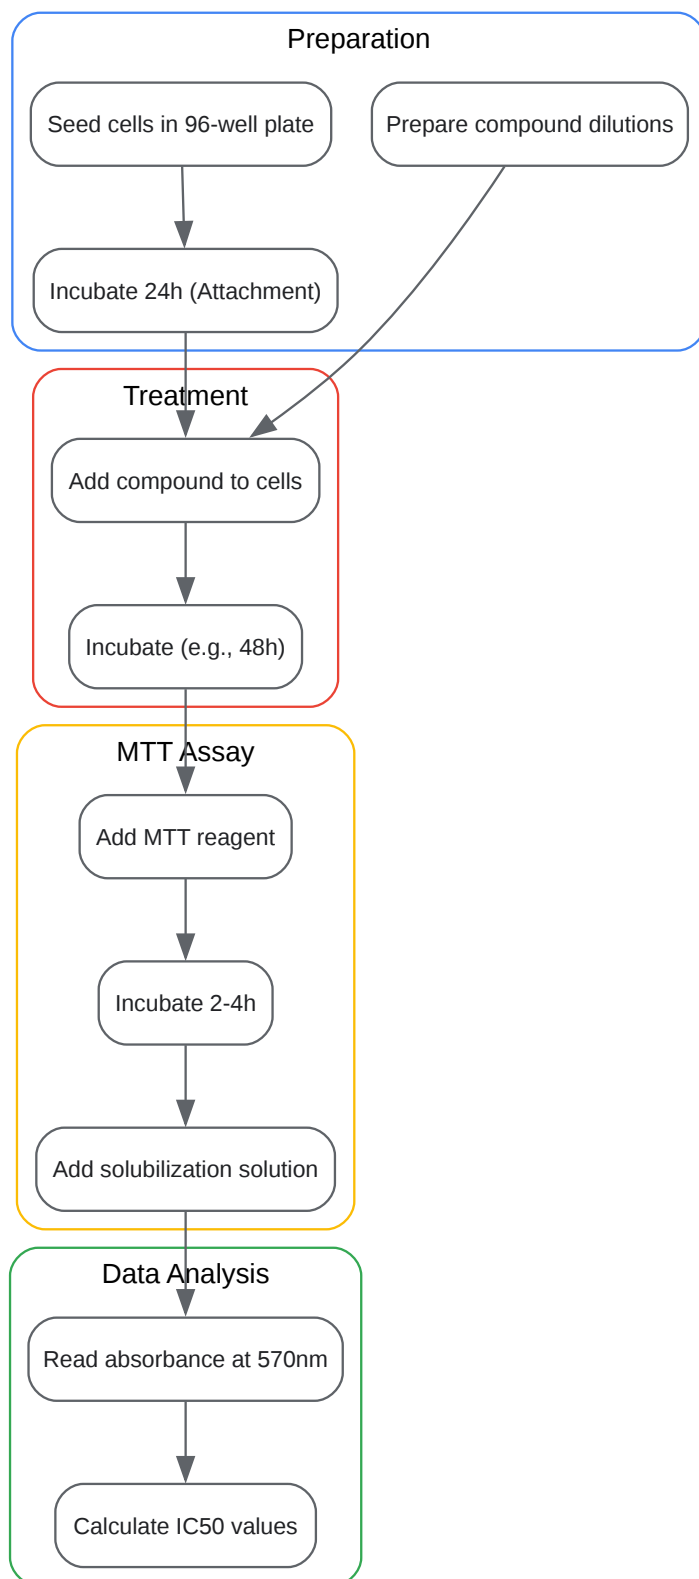 Preparation
Seed cells in 96-well plate
Prepare compound dilutions
Incubate 24h (Attachment)
Treatment
Add compound to cells
Incubate (e.g., 48h)
MTT Assay
Add MTT reagent
Incubate 2-4h
Add solubilization solution
Data Analysis
Read absorbance at 570nm
Calculate IC50 values